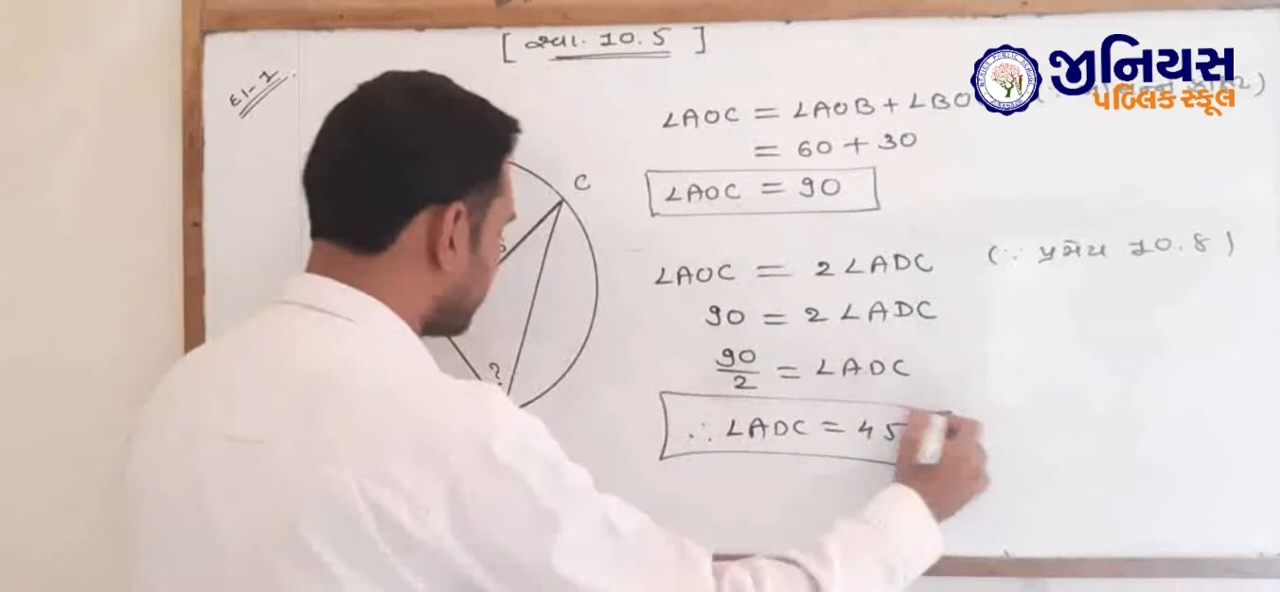 [ સ્વા. 10.5 ]
દા-1.
જીનિયસ
પબ્લિક સ્કૂલ
∠AOC = ∠AOB + ∠BO
= 60 + 30
∠AOC = 90
C
∠AOC = 2∠ADC (∵ પ્રમેય 10.8)
90 = 2∠ADC
90/2 = ∠ADC
?
∴ ∠ADC = 45